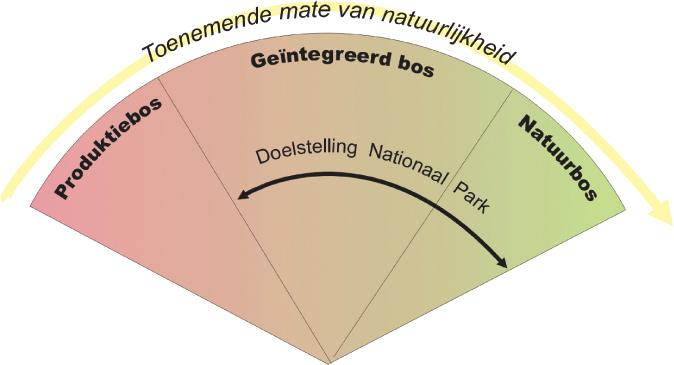 Toenemende mate van natuurlijkheid
Geïntegreerd bos
Produktiebos
Natuurbos
Doelstelling Nationaal Park